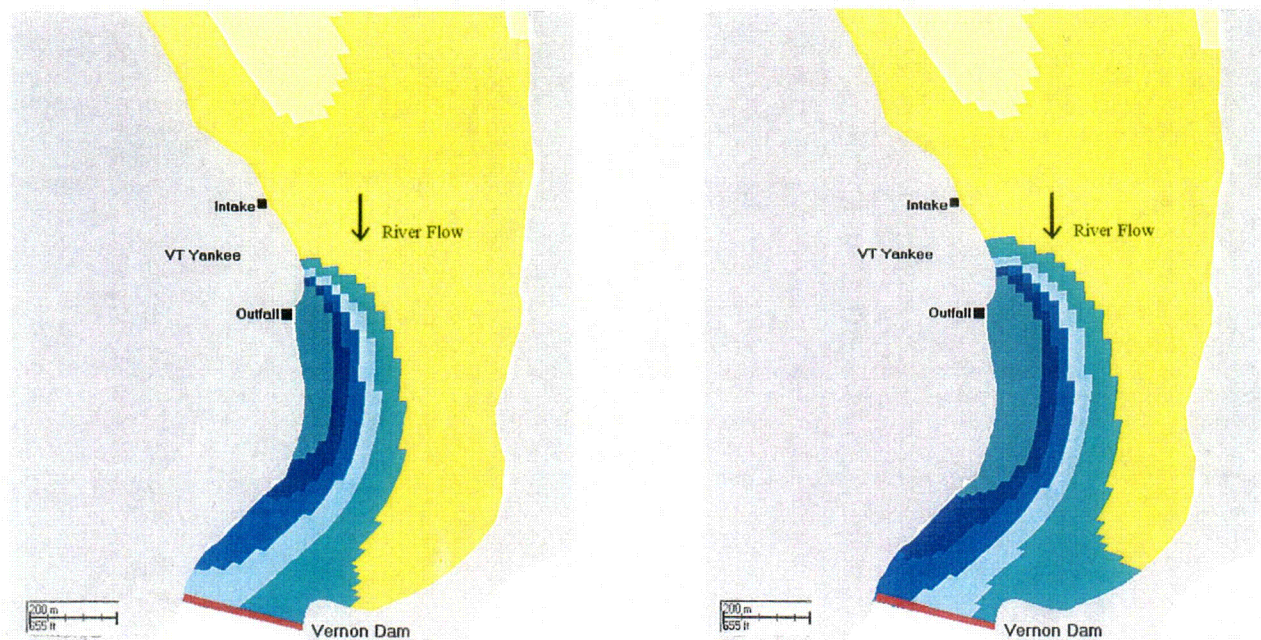 Intake
River Flow
VT Yankee
Outfall
200 m
655 ft
Vernon Dam
Intake
River Flow
VT Yankee
Outfall
200 m
655 ft
Vernon Dam